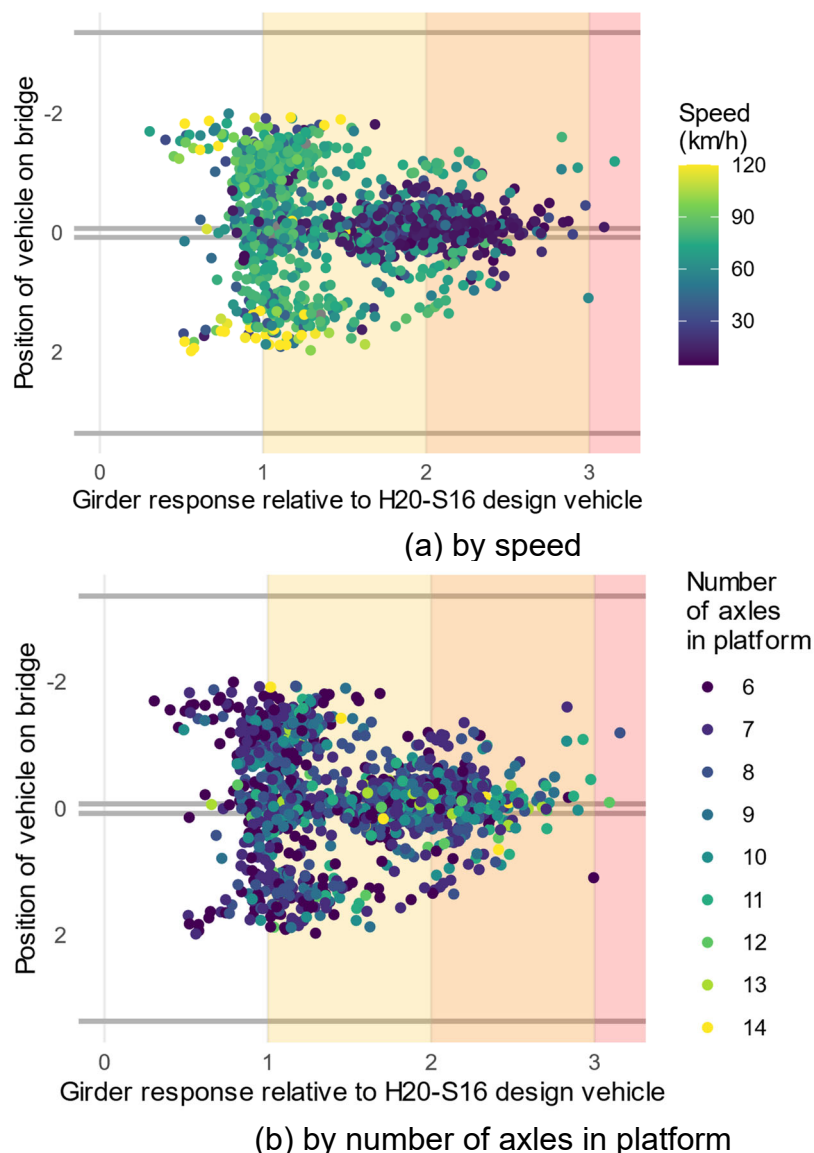 Position of vehicle on bridge
-2
0
2
0
1
2
3
Girder response relative to H20-S16 design vehicle
Speed
(km/h)
120
90
60
30
(a) by speed
Position of vehicle on bridge
-2
0
2
0
1
2
3
Girder response relative to H20-S16 design vehicle
Number
of axles
in platform
6
7
8
9
10
11
12
13
14
(b) by number of axles in platform